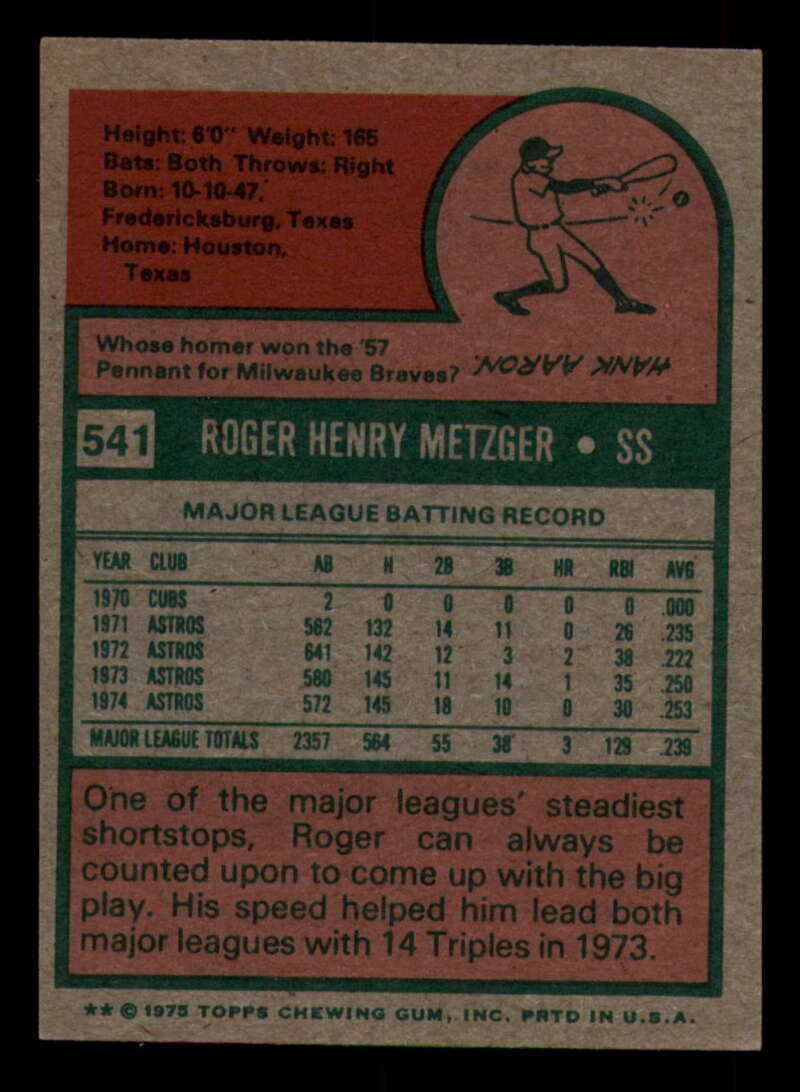 Height: 6'0" Weight: 165
Bats: Both Throws: Right
Born: 10-10-47,
Fredericksburg, Texas
Home: Houston,
Texas
Whose homer won the '57
Pennant for Milwaukee Braves?
HANK AARON.
541 ROGER HENRY METZGER • SS
MAJOR LEAGUE BATTING RECORD
YEAR CLUB AB H 2B 3B HR RBI AVG
1970 CUBS 2 0 0 0 0 0 .000
1971 ASTROS 562 132 14 11 0 26 .235
1972 ASTROS 641 142 12 3 2 38 .222
1973 ASTROS 580 145 11 14 1 35 .250
1974 ASTROS 572 145 18 10 0 30 .253
MAJOR LEAGUE TOTALS 2357 564 55 38 3 129 .239
One of the major leagues' steadiest
shortstops, Roger can always be
counted upon to come up with the big
play. His speed helped him lead both
major leagues with 14 Triples in 1973.
** © 1975 TOPPS CHEWING GUM, INC. PRTD IN U.S.A.